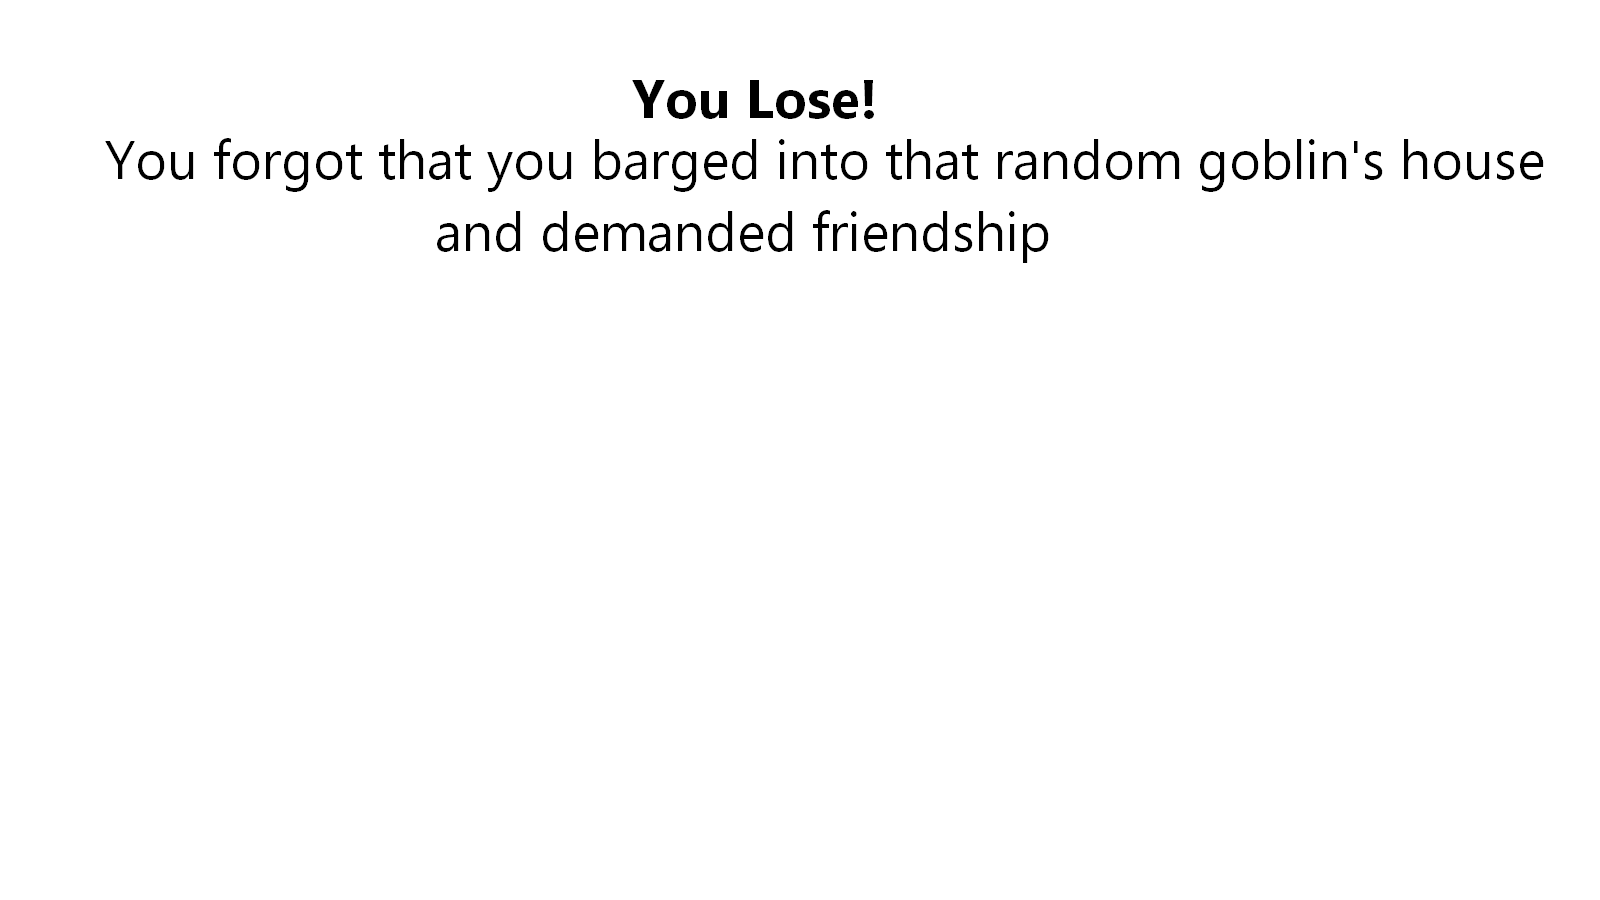 You Lose!
You forgot that you barged into that random goblin's house
and demanded friendship